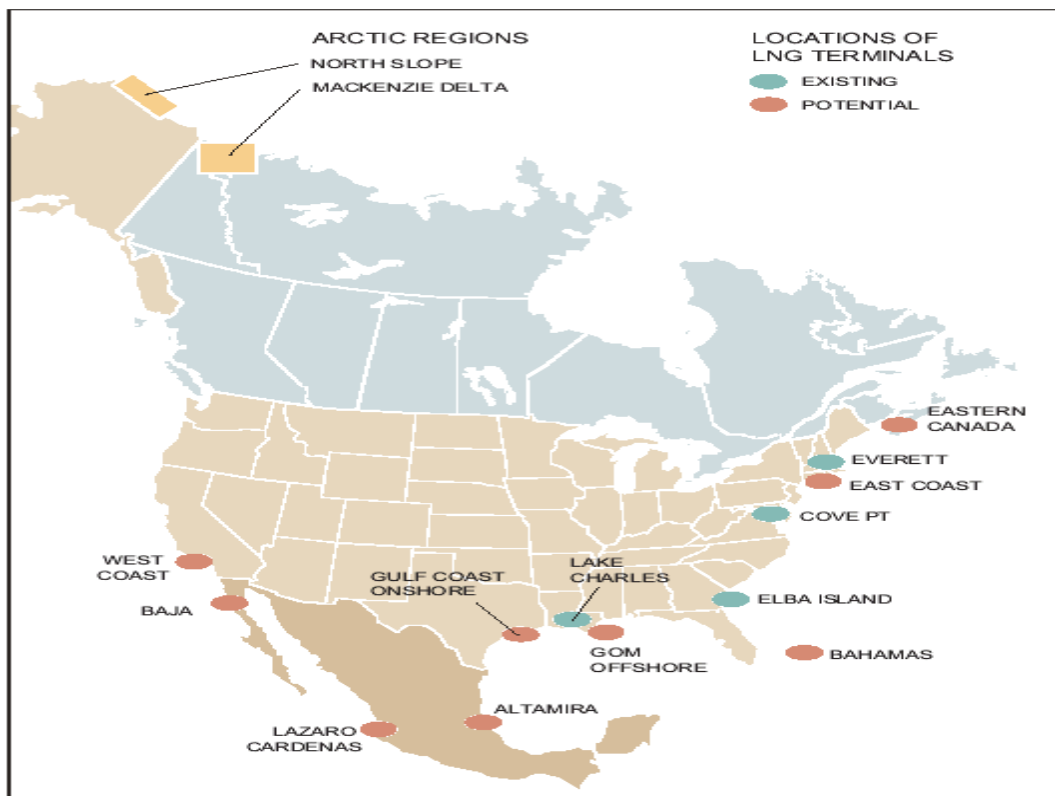 ARCTIC REGIONS
NORTH SLOPE
MACKENZIE DELTA
LOCATIONS OF
LNG TERMINALS
EXISTING
POTENTIAL
EASTERN
CANADA
EVERETT
EAST COAST
COVE PT
WEST
COAST
BAJA
GULF COAST
ONSHORE
LAKE
CHARLES
ELBA ISLAND
GOM
OFFSHORE
BAHAMAS
ALTAMIRA
LAZARO
CARDENAS